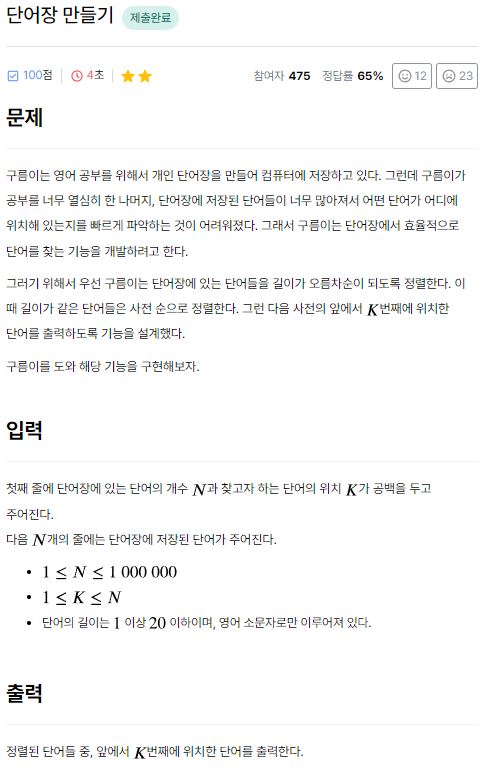 단어장 만들기 제출완료
100점 4초 참여자 475 정답률 65% 12 23
문제
구름이는 영어 공부를 위해서 개인 단어장을 만들어 컴퓨터에 저장하고 있다. 그런데 구름이가
공부를 너무 열심히 한 나머지, 단어장에 저장된 단어들이 너무 많아져서 어떤 단어가 어디에
위치해 있는지를 빠르게 파악하는 것이 어려워졌다. 그래서 구름이는 단어장에서 효율적으로
단어를 찾는 기능을 개발하려고 한다.
그러기 위해서 우선 구름이는 단어장에 있는 단어들을 길이가 오름차순이 되도록 정렬한다. 이
때 길이가 같은 단어들은 사전 순으로 정렬한다. 그런 다음 사전의 앞에서 K번째에 위치한
단어를 출력하도록 기능을 설계했다.
구름이를 도와 해당 기능을 구현해보자.
입력
첫째 줄에 단어장에 있는 단어의 개수 N과 찾고자 하는 단어의 위치 K가 공백을 두고
주어진다.
다음 N개의 줄에는 단어장에 저장된 단어가 주어진다.
• 1 ≤ N ≤ 1 000 000
• 1 ≤ K ≤ N
• 단어의 길이는 1 이상 20 이하이며, 영어 소문자로만 이루어져 있다.
출력
정렬된 단어들 중, 앞에서 K번째에 위치한 단어를 출력한다.